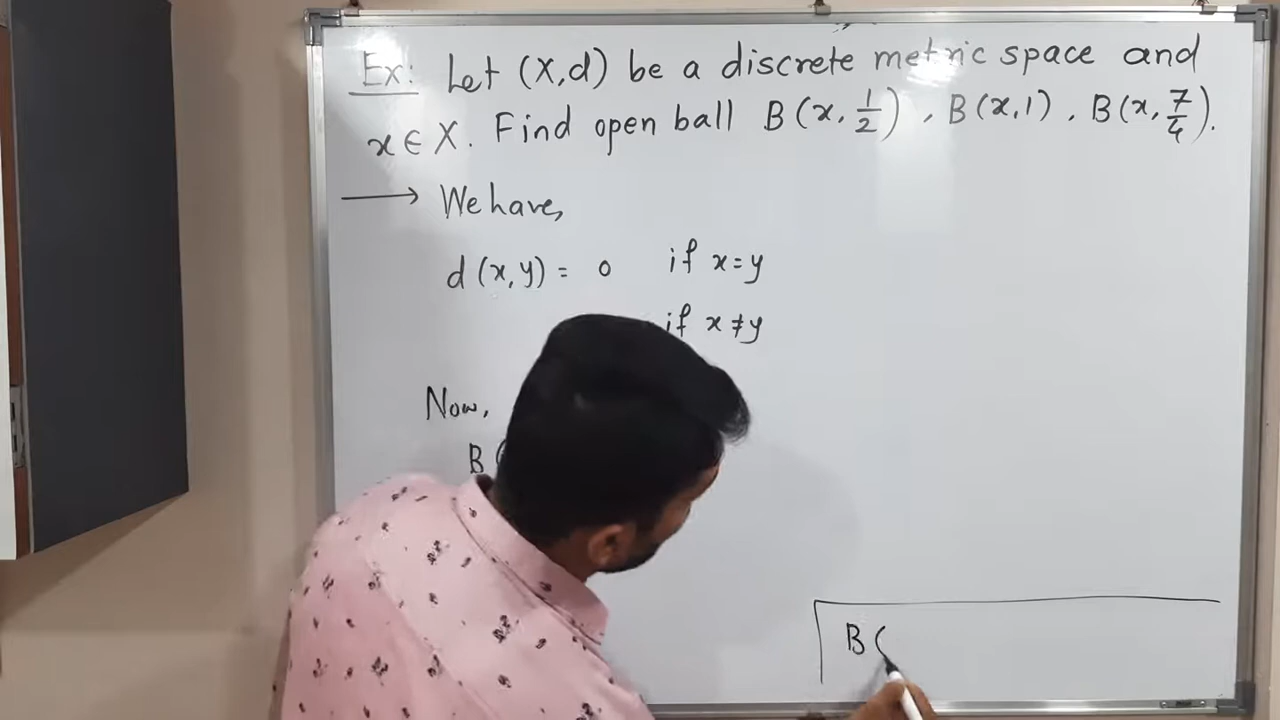 Ex: Let (X,d) be a discrete metric space and
x ∈ X. Find open ball B(x, 1/2), B(x,1), B(x, 7/4).
→ We have,
d(x,y) = 0 if x=y
if x≠y
Now,
B (
B (